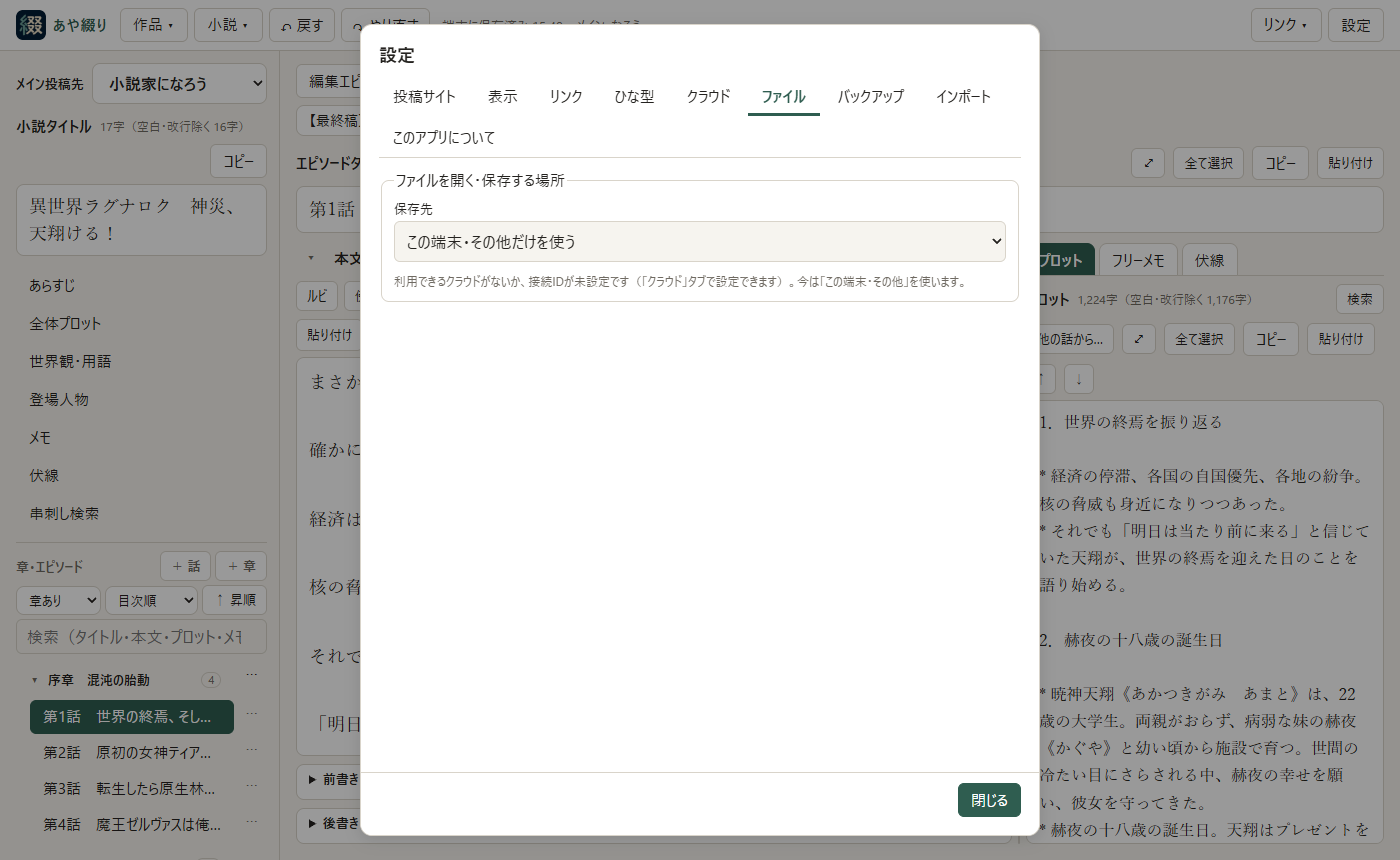 綴 あや綴り 作品 ▾ 小説 ▾ ↶ 戻す リンク ▾ 設定
メイン投稿先 小説家になろう
小説タイトル 17字（空白・改行除く16字）
コピー
異世界ラグナロク　神災、
天翔ける！
あらすじ
全体プロット
世界観・用語
登場人物
メモ
伏線
串刺し検索
章・エピソード ＋ 話 ＋ 章
章あり 目次順 ↑ 昇順
検索（タイトル・本文・プロット・メモ
▾ 序章　混沌の胎動 4 …
第1話　世界の終焉、そし... …
第2話　原初の女神ティア... …
第3話　転生したら原生林... …
第4話　魔王ゼルヴァスは俺... …
編集エピ
【最終稿
エピソードタ
第1話
▾ 本文
ルビ
貼り付け
まさか
確かに
経済は
核の脅
それで
「明日
▶ 前書き
▶ 後書き
設定
投稿サイト 表示 リンク ひな型 クラウド ファイル バックアップ インポート
このアプリについて
ファイルを開く・保存する場所
保存先
この端末・その他だけを使う
利用できるクラウドがないか、接続IDが未設定です（「クラウド」タブで設定できます）。今は「この端末・その他」を使います。
閉じる
⤢ 全て選択 コピー 貼り付け
プロット フリーメモ 伏線
ロット 1,224字（空白・改行除く1,176字） 検索
他の話から... ⤢ 全て選択 コピー 貼り付け
↑ ↓
1. 世界の終焉を振り返る
* 経済の停滞、各国の自国優先、各地の紛争。
核の脅威も身近になりつつあった。
* それでも「明日は当たり前に来る」と信じて
いた天翔が、世界の終焉を迎えた日のことを
語り始める。
2. 赫夜の十八歳の誕生日
* 暁神天翔《あかつきがみ　あまと》は、22
歳の大学生。両親がおらず、病弱な妹の赫夜
《かぐや》と幼い頃から施設で育つ。世間の
冷たい目にさらされる中、赫夜の幸せを願
い、彼女を守ってきた。
* 赫夜の十八歳の誕生日。天翔はプレゼントを